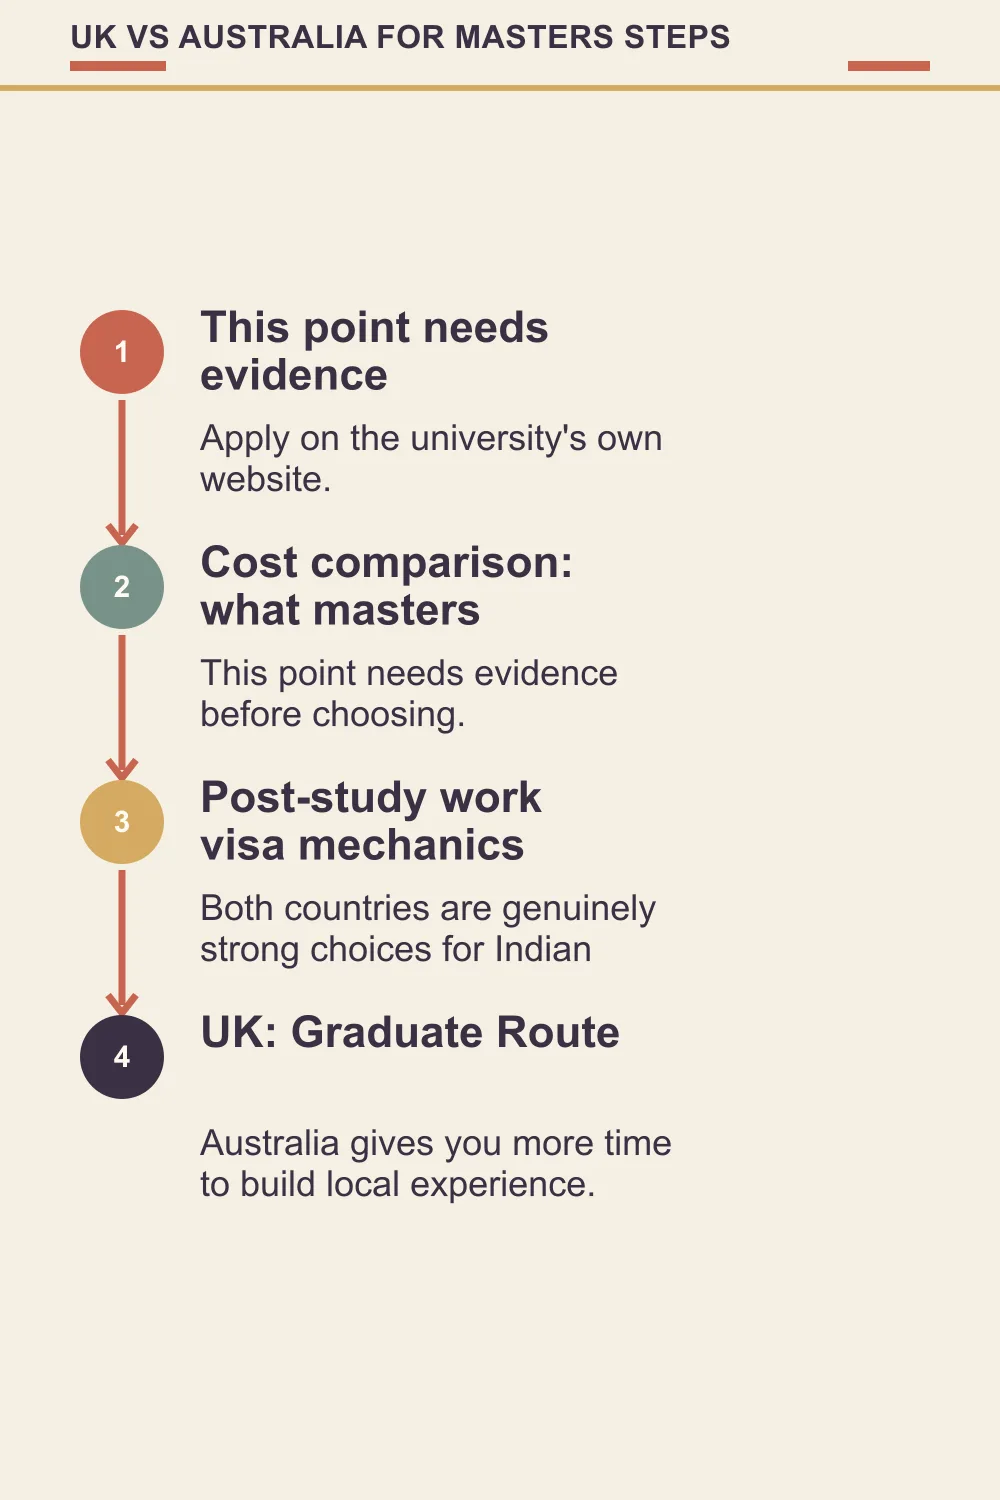 UK VS AUSTRALIA FOR MASTERS STEPS
1
This point needs
evidence
Apply on the university's own
website.
2
Cost comparison:
what masters
This point needs evidence
before choosing.
3
Post-study work
visa mechanics
Both countries are genuinely
strong choices for Indian
4
UK: Graduate Route
Australia gives you more time
to build local experience.